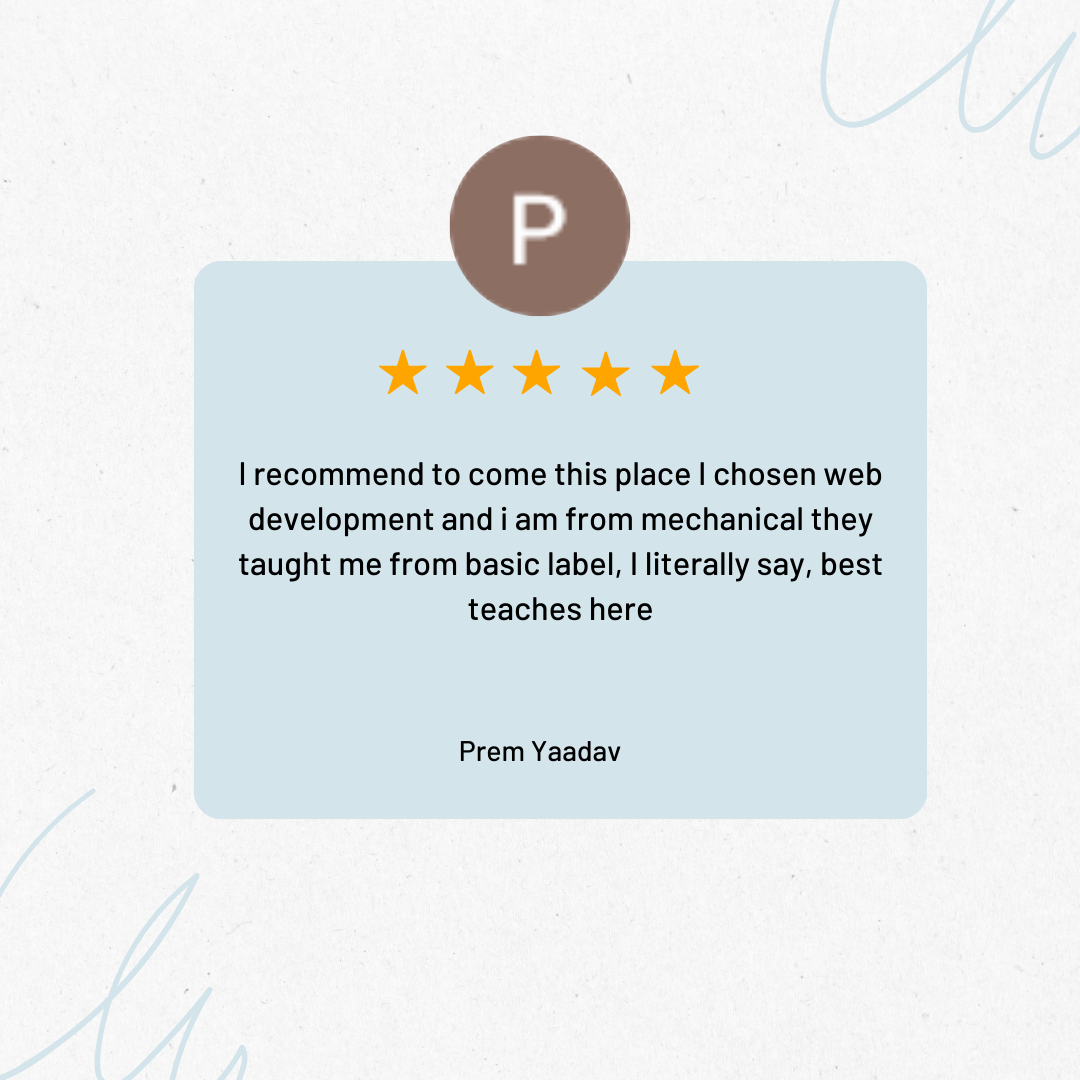 P
I recommend to come this place I chosen web
development and i am from mechanical they
taught me from basic label, I literally say, best
teaches here
Prem Yaadav